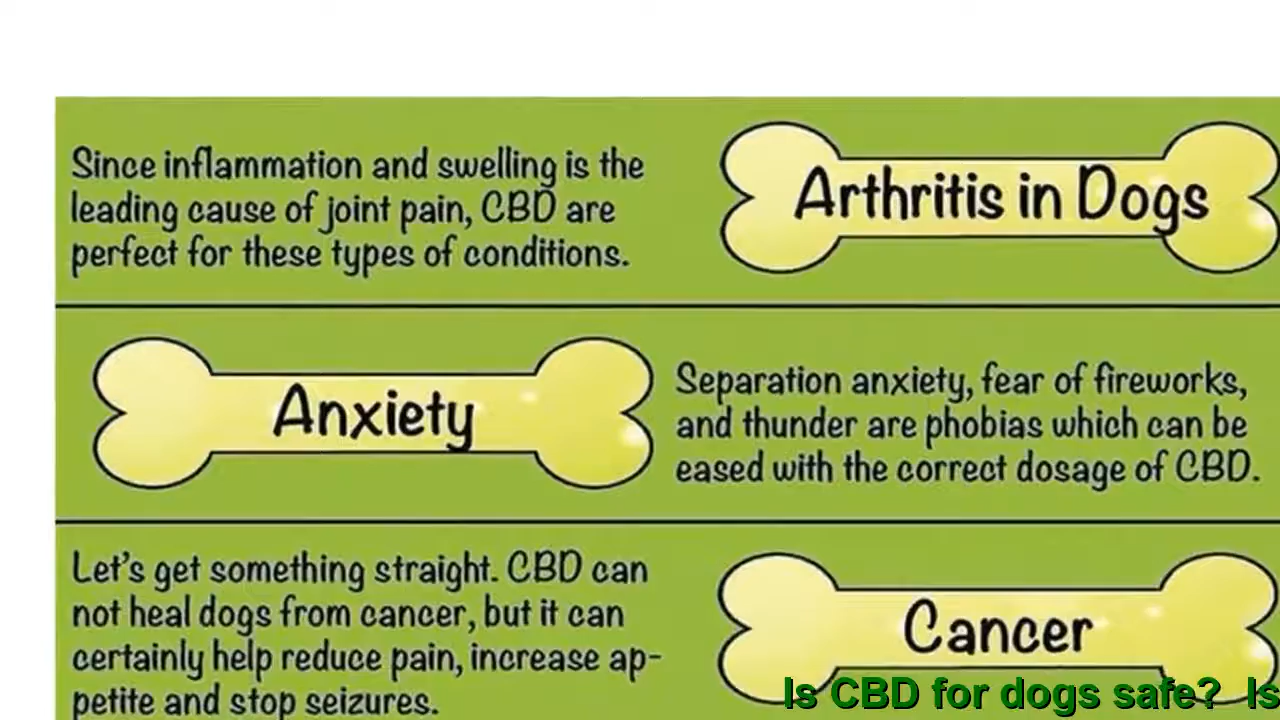 Since inflammation and swelling is the
leading cause of joint pain, CBD are
perfect for these types of conditions.
Arthritis in Dogs
Anxiety
Separation anxiety, fear of fireworks,
and thunder are phobias which can be
eased with the correct dosage of CBD.
Let's get something straight. CBD can
not heal dogs from cancer, but it can
certainly help reduce pain, increase ap-
petite and stop seizures.
Cancer
Is CBD for dogs safe? Is